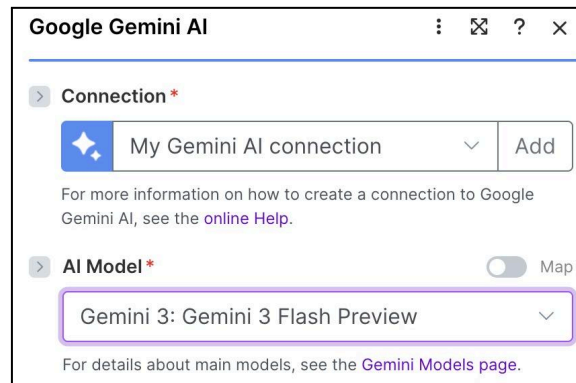 Google Gemini AI
?
Connection *
My Gemini AI connection
Add
For more information on how to create a connection to Google
Gemini AI, see the online Help.
AI Model *
Map
Gemini 3: Gemini 3 Flash Preview
For details about main models, see the Gemini Models page.